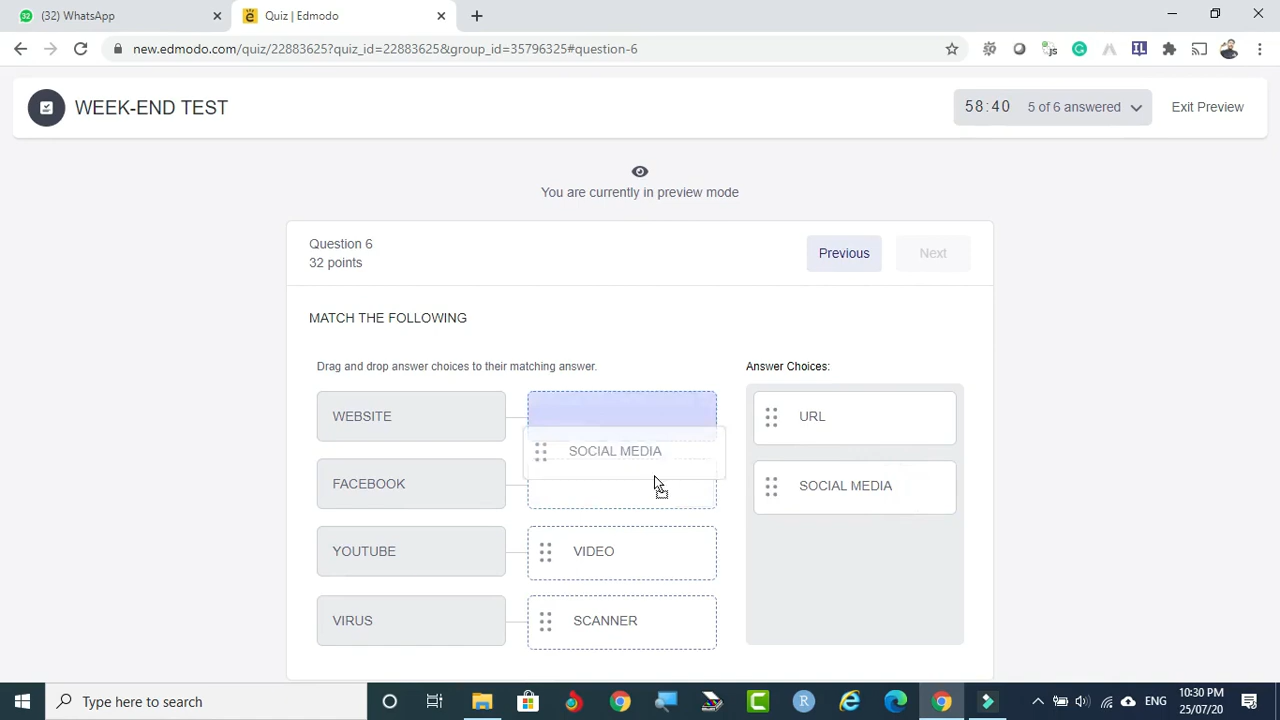 (32) WhatsApp
Quiz | Edmodo
new.edmodo.com/quiz/22883625?quiz_id=22883625&group_id=35796325#question-6
WEEK-END TEST
58:40 5 of 6 answered
Exit Preview
You are currently in preview mode
Question 6
32 points
Previous
Next
MATCH THE FOLLOWING
Drag and drop answer choices to their matching answer.
Answer Choices:
WEBSITE
URL
SOCIAL MEDIA
FACEBOOK
SOCIAL MEDIA
YOUTUBE
VIDEO
VIRUS
SCANNER
Type here to search
ENG
10:30 PM
25/07/20